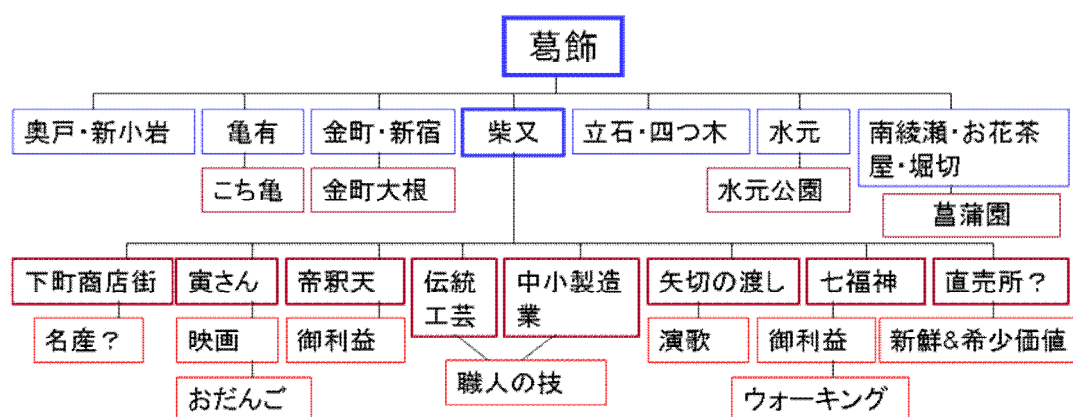 葛飾
奥戸・新小岩
亀有
金町・新宿
柴又
立石・四つ木
水元
南綾瀬・お花茶
屋・堀切
こち亀
金町大根
水元公園
菖蒲園
下町商店街
寅さん
帝釈天
伝統
工芸
中小製造
業
矢切の渡し
七福神
直売所？
名産？
映画
御利益
演歌
御利益
新鮮&希少価値
職人の技
おだんご
ウォーキング